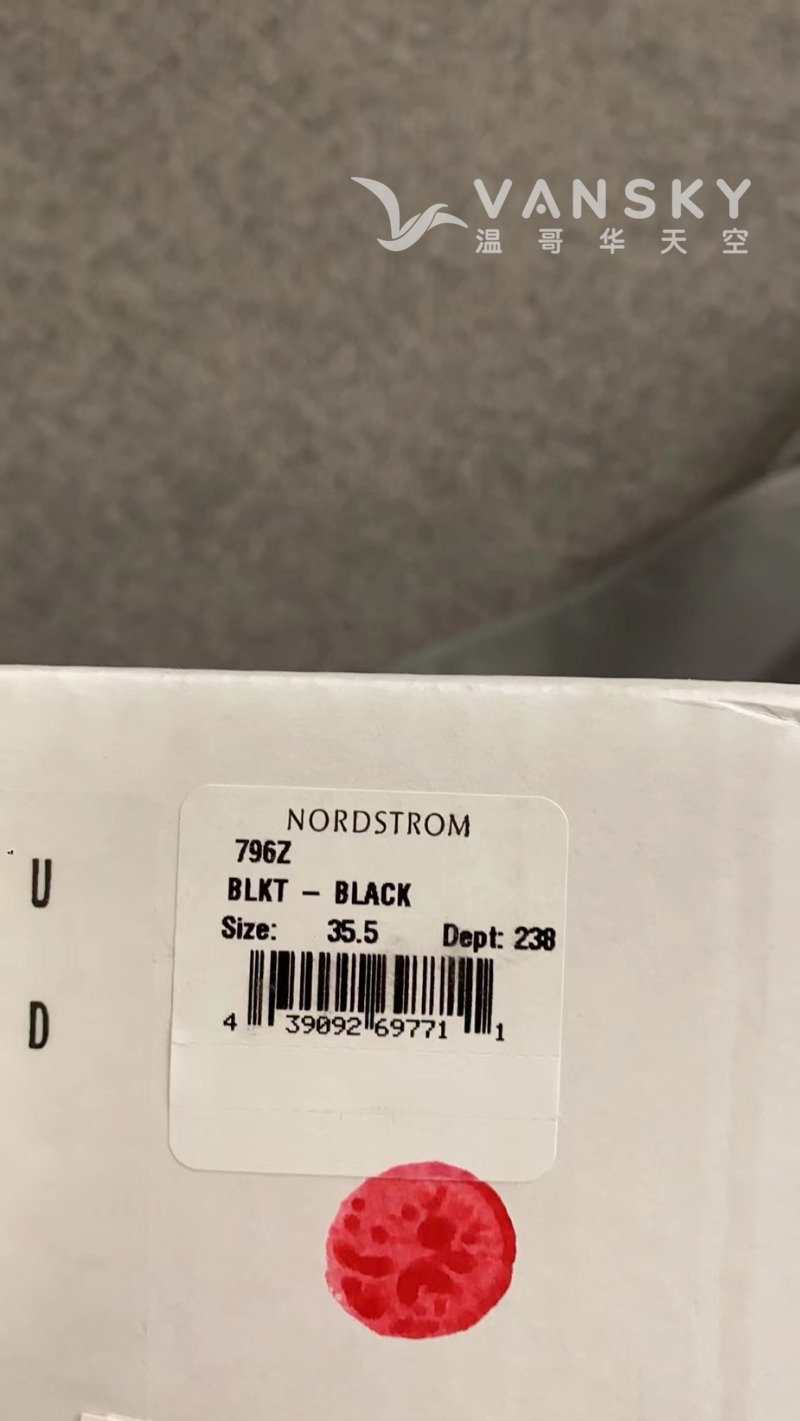 VANSKY
温哥华天空
NORDSTROM
796Z
BLKT – BLACK
Size: 35.5 Dept: 238
4 39092 69771 1
U
D